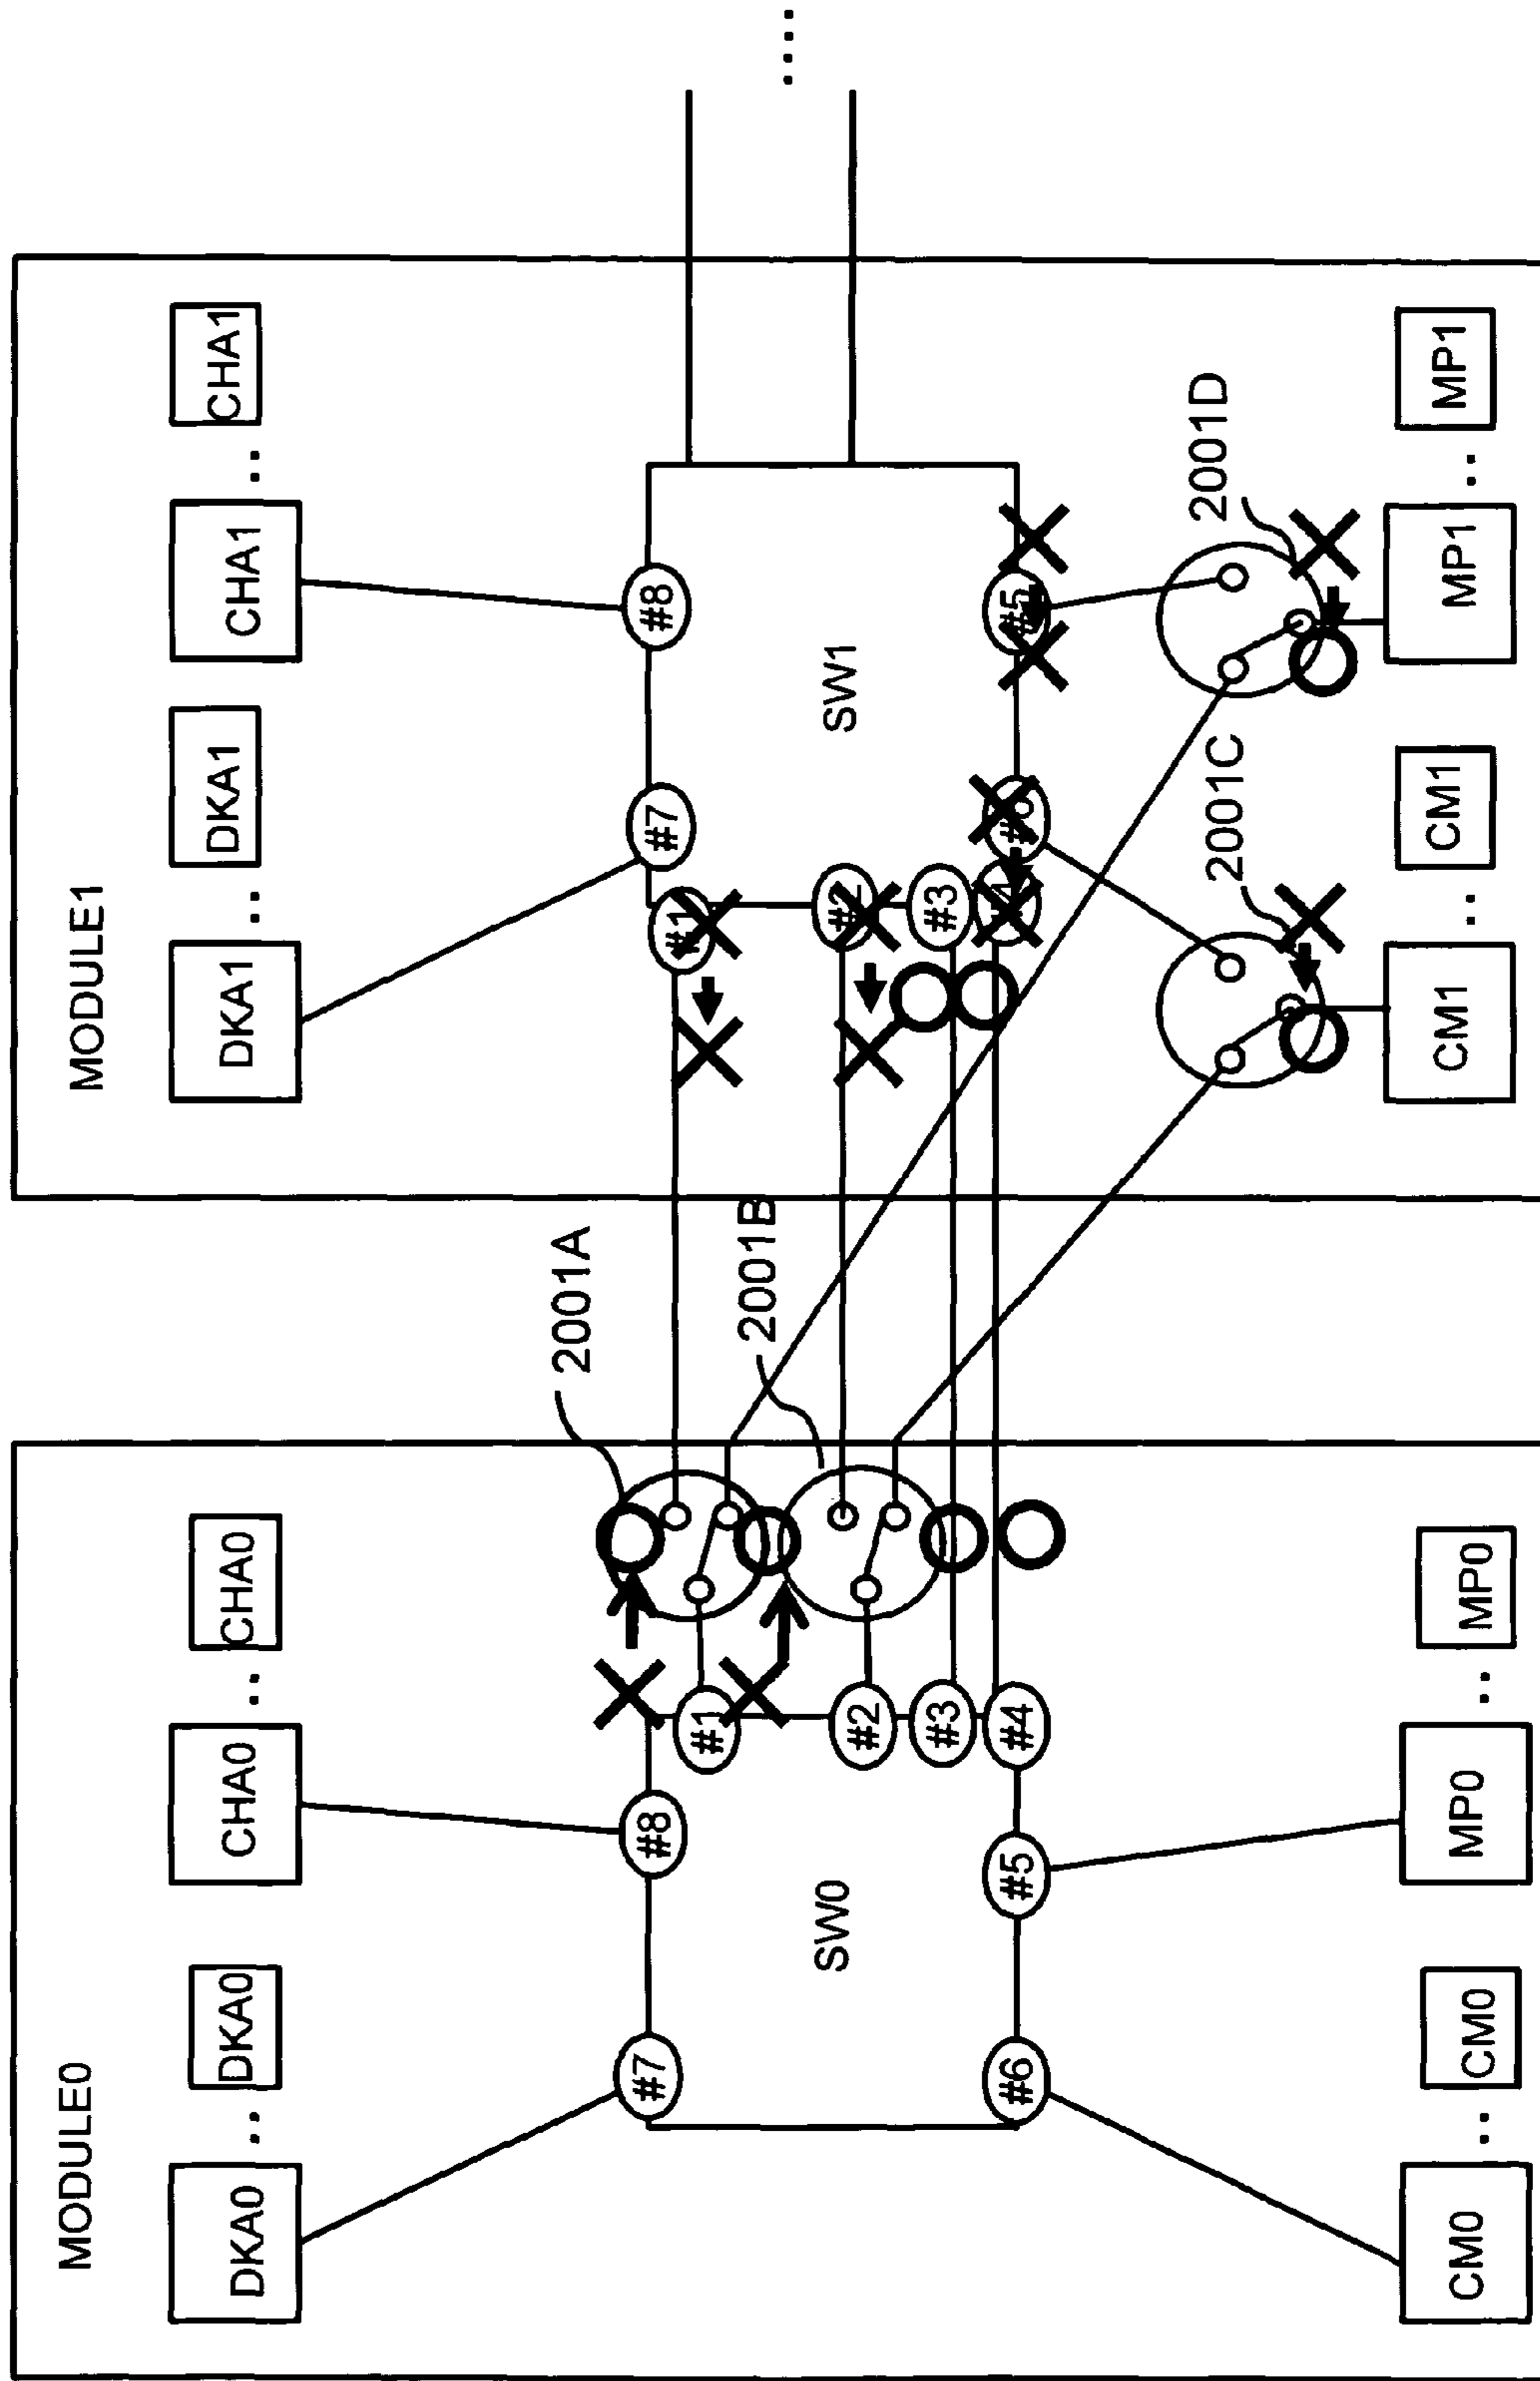 MODULE0
DKA0
..
DKA0
CHA0
..
CHA0
#7
#8
SW0
#1
#2
#3
#4
#5
#6
2001A
2001B
CM0
..
CM0
MP0
..
MP0
MODULE1
DKA1
..
DKA1
CHA1
..
CHA1
#7
#8
SW1
#1
#2
#3
#5
2001C
2001D
CM1
..
CM1
MP1
..
MP1
....